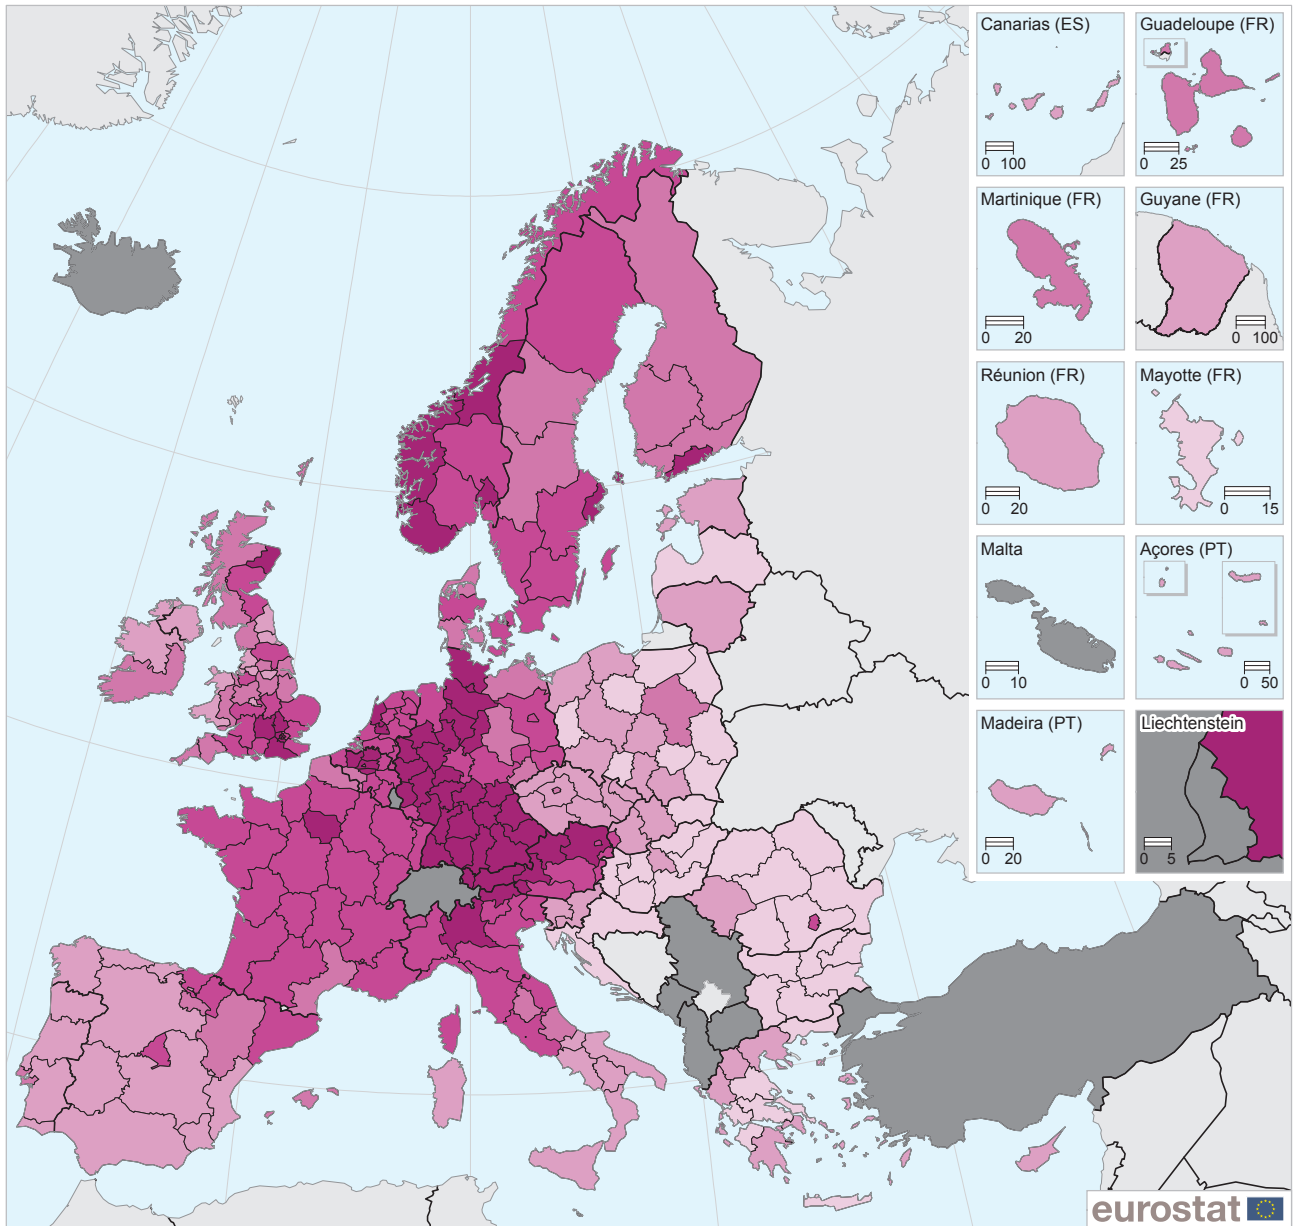 Canarias (ES)
0 100
Guadeloupe (FR)
0 25
Martinique (FR)
0 20
Guyane (FR)
0 100
Réunion (FR)
0 20
Mayotte (FR)
0 15
Malta
0 10
Açores (PT)
0 50
Madeira (PT)
0 20
Liechtenstein
0 5
eurostat